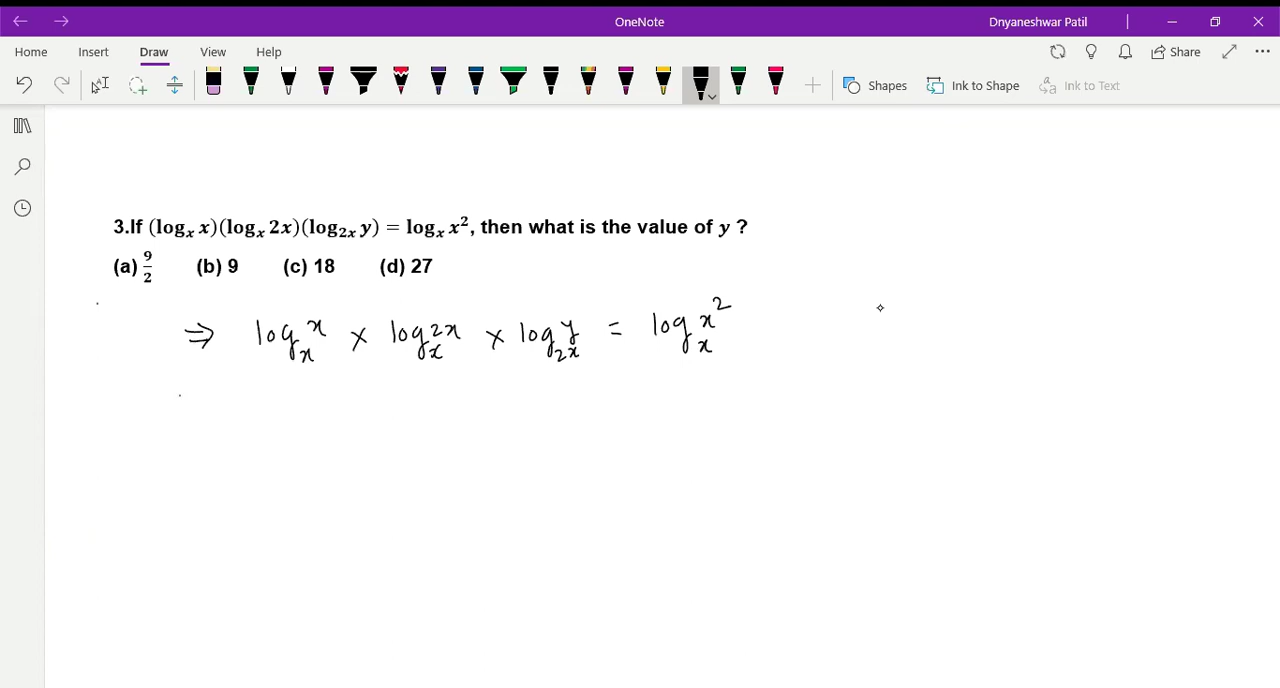 OneNote
Dnyaneshwar Patil
Home Insert Draw View Help
Share
Shapes Ink to Shape Ink to Text
3.If (logₓ x)(logₓ 2x)(log₂ₓ y) = logₓ x², then what is the value of y ?
(a) 9/2 (b) 9 (c) 18 (d) 27
⇒ logₓ x × logₓ 2x × log₂ₓ y = logₓ x²